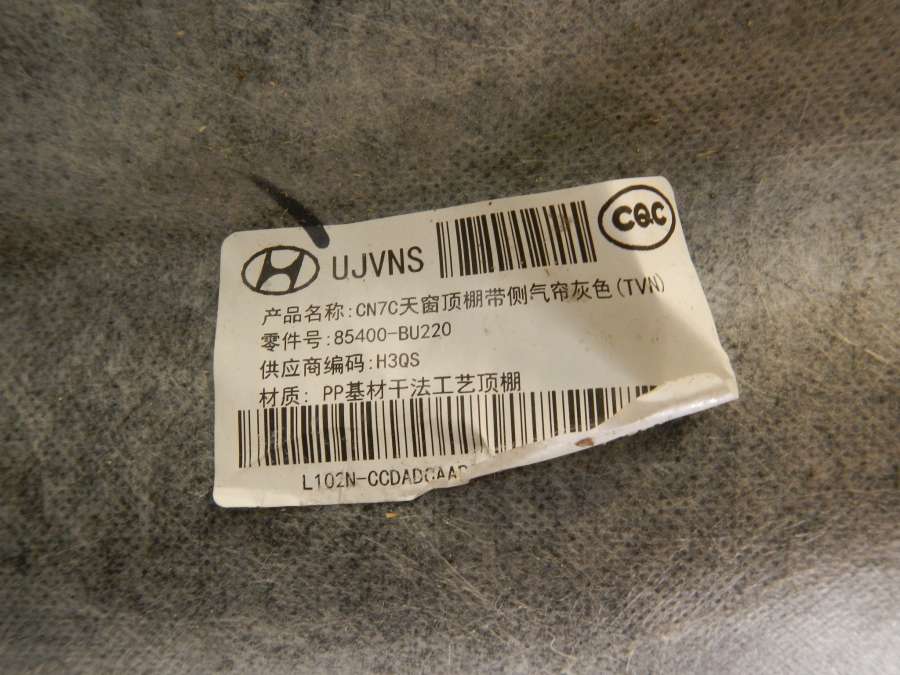 UJVNS
CQC
产品名称:CN7C天窗顶棚带侧气帘灰色(TVN)
零件号:85400-BU220
供应商编码:H3QS
材质: PP基材干法工艺顶棚